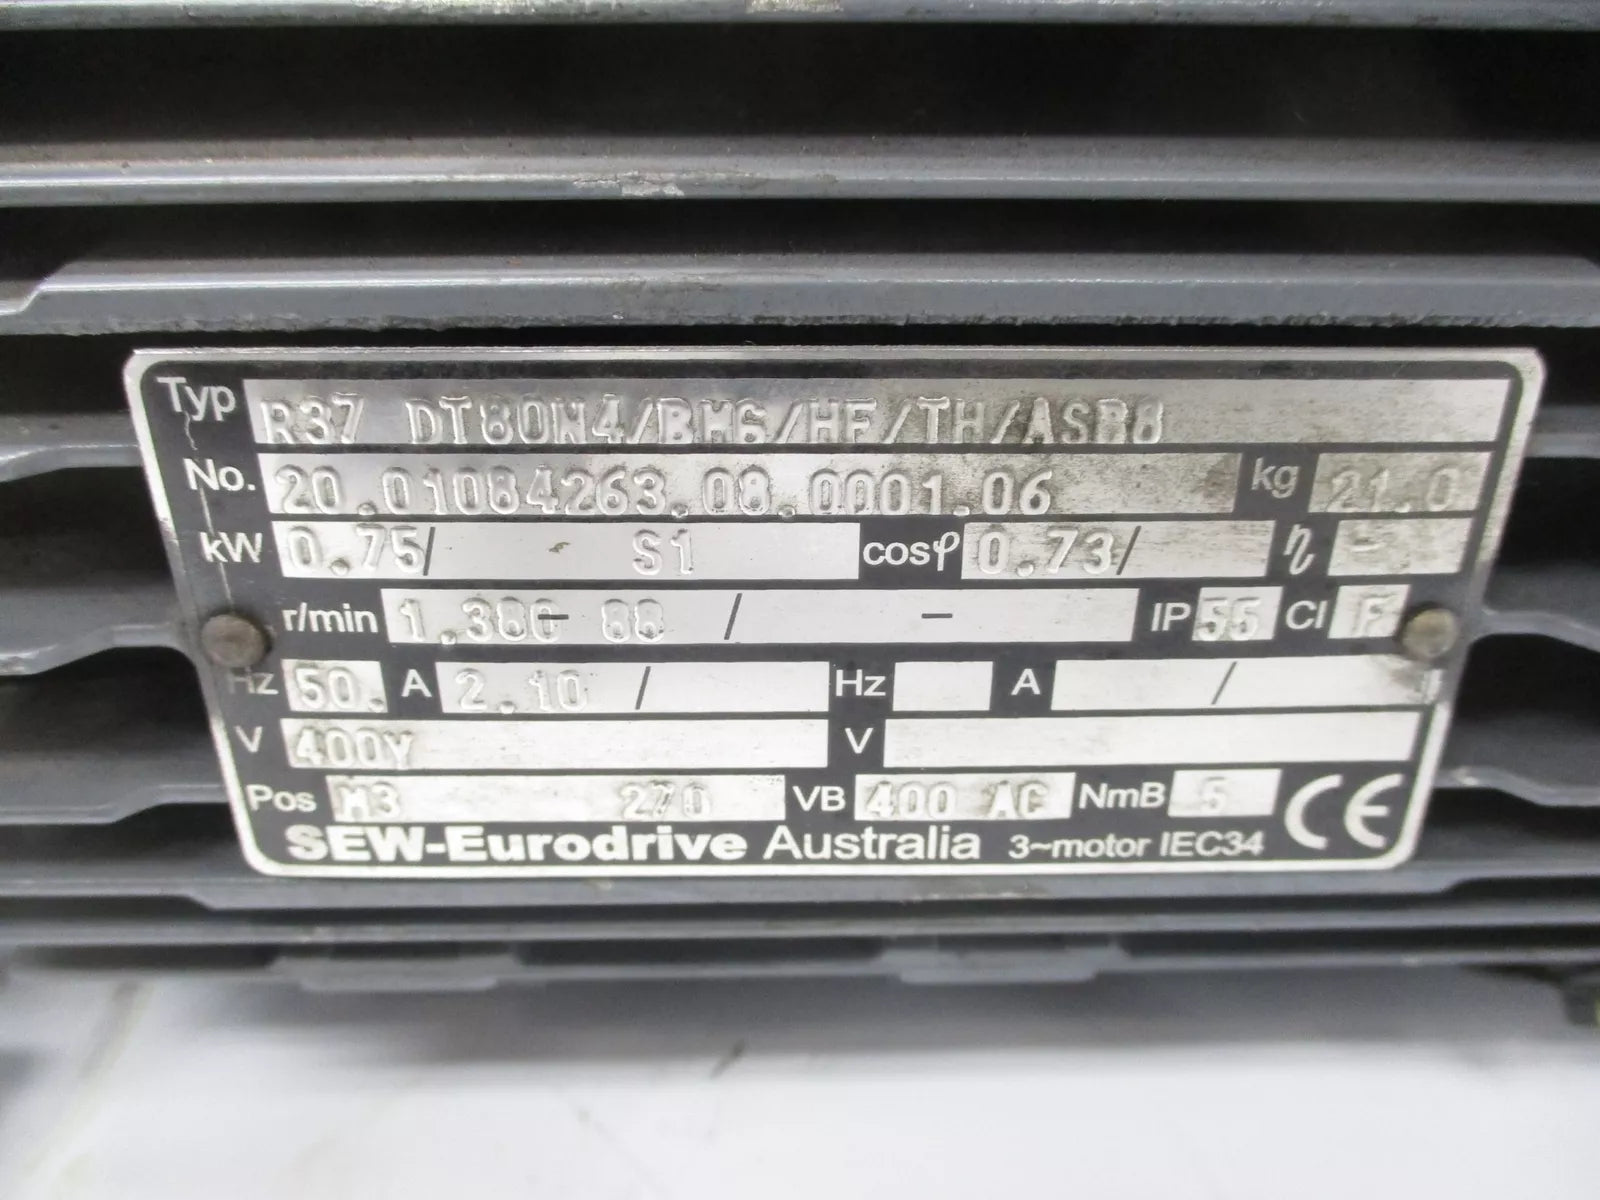 Typ R37 DT80N4/BMG/HF/TH/ASB8
No. 20.01084263.08.0001.06 kg 21.0
kW 0.75/ S1 cosφ 0.73/ η -
r/min 1.380- 88 / - IP 55 Cl F
Hz 50. A 2.10 / Hz A /
V 400Y V
Pos M3 270 VB 400 AC NmB 5 CE
SEW-Eurodrive Australia 3~motor IEC34